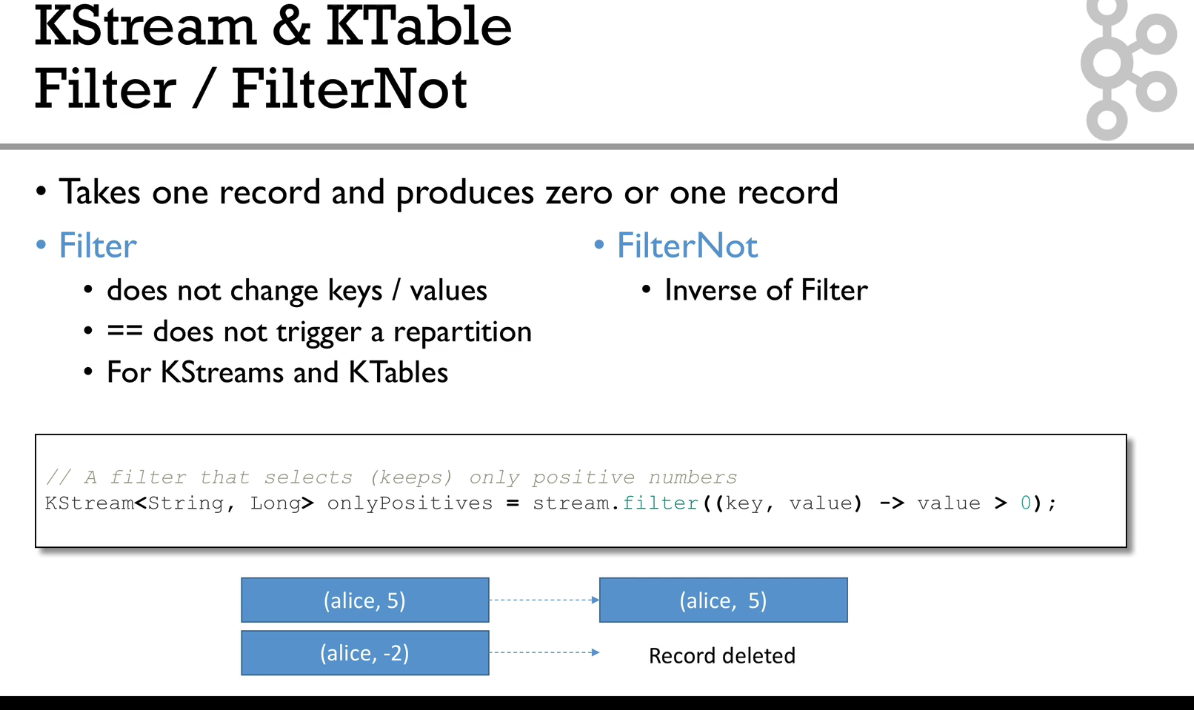 KStream & KTable
Filter / FilterNot
• Takes one record and produces zero or one record
• Filter
• does not change keys / values
• == does not trigger a repartition
• For KStreams and KTables
• FilterNot
• Inverse of Filter
// A filter that selects (keeps) only positive numbers
KStream<String, Long> onlyPositives = stream.filter((key, value) -> value > 0);
(alice, 5)
(alice, 5)
(alice, -2)
Record deleted